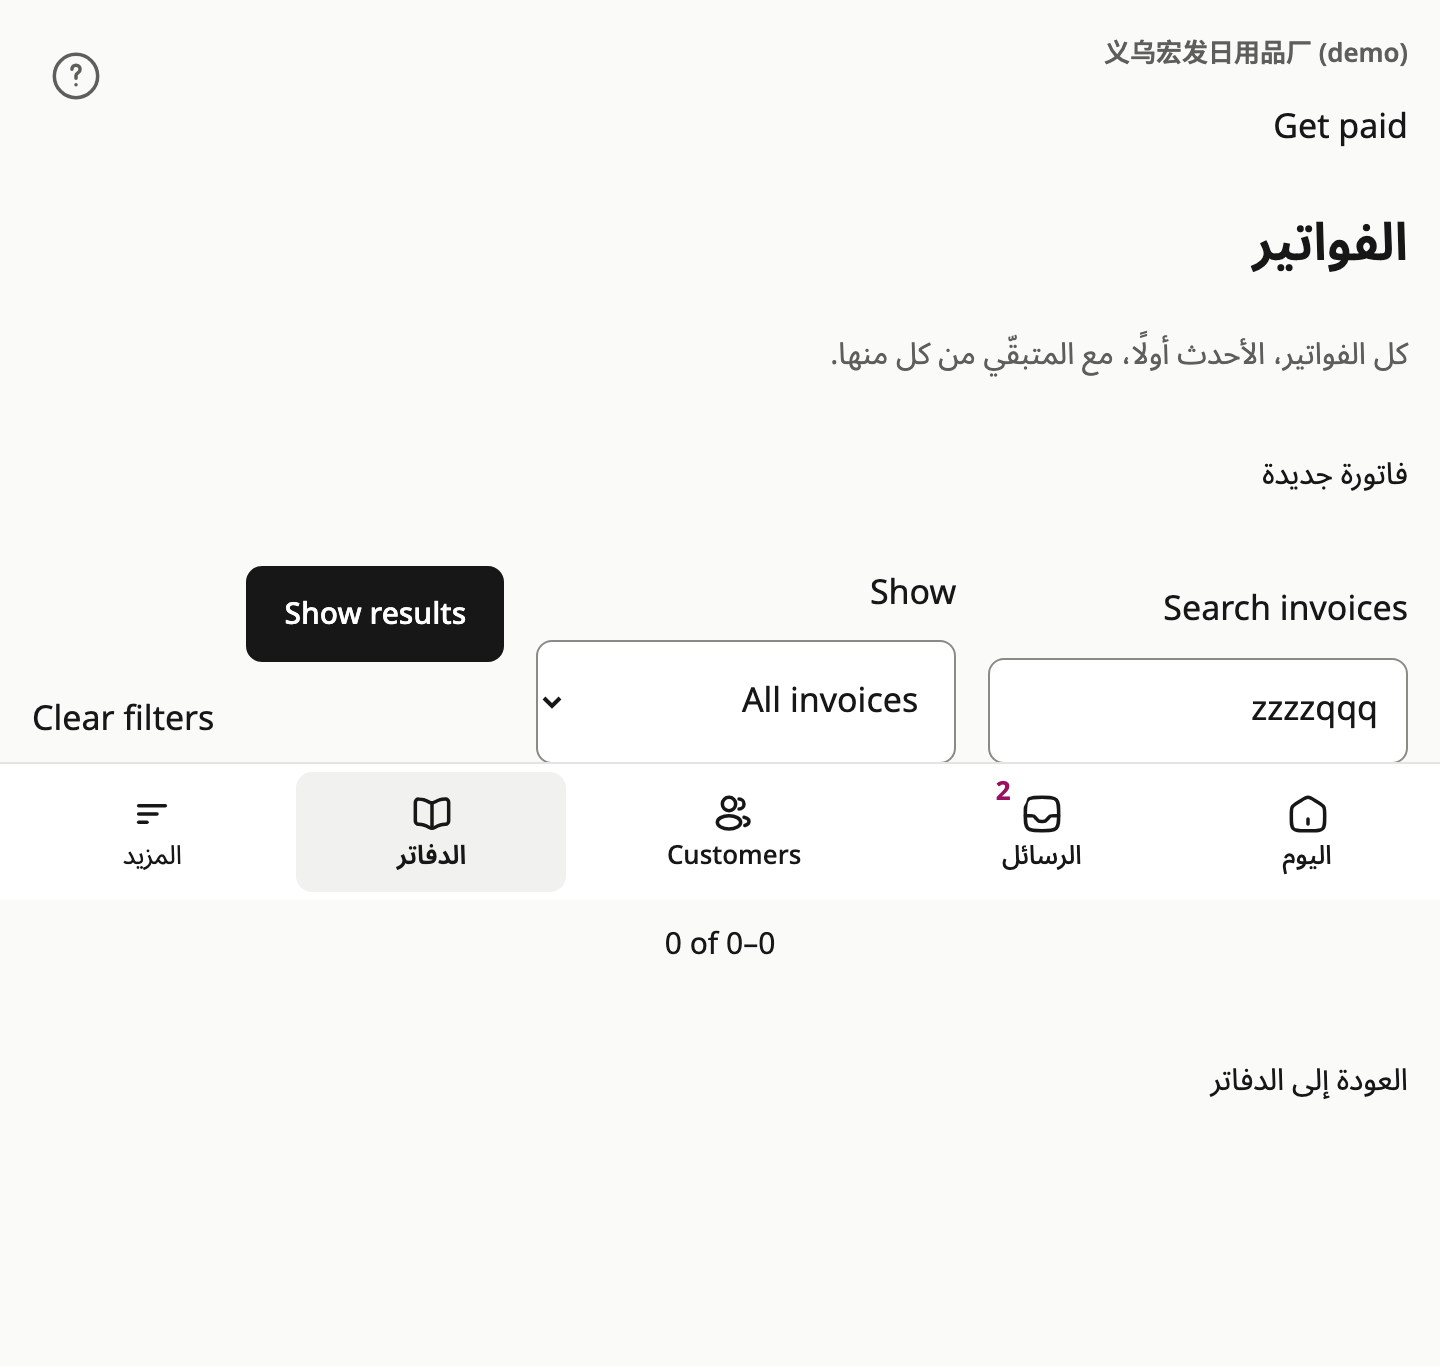 义乌宏发日用品厂 (demo)
Get paid
الفواتير
كل الفواتير، الأحدث أولًا، مع المتبقّي من كل منها.
فاتورة جديدة
Search invoices
zzzzqqq
Show
All invoices
Show results
Clear filters
اليوم
2
الرسائل
Customers
الدفاتر
المزيد
0 of 0–0
العودة إلى الدفاتر